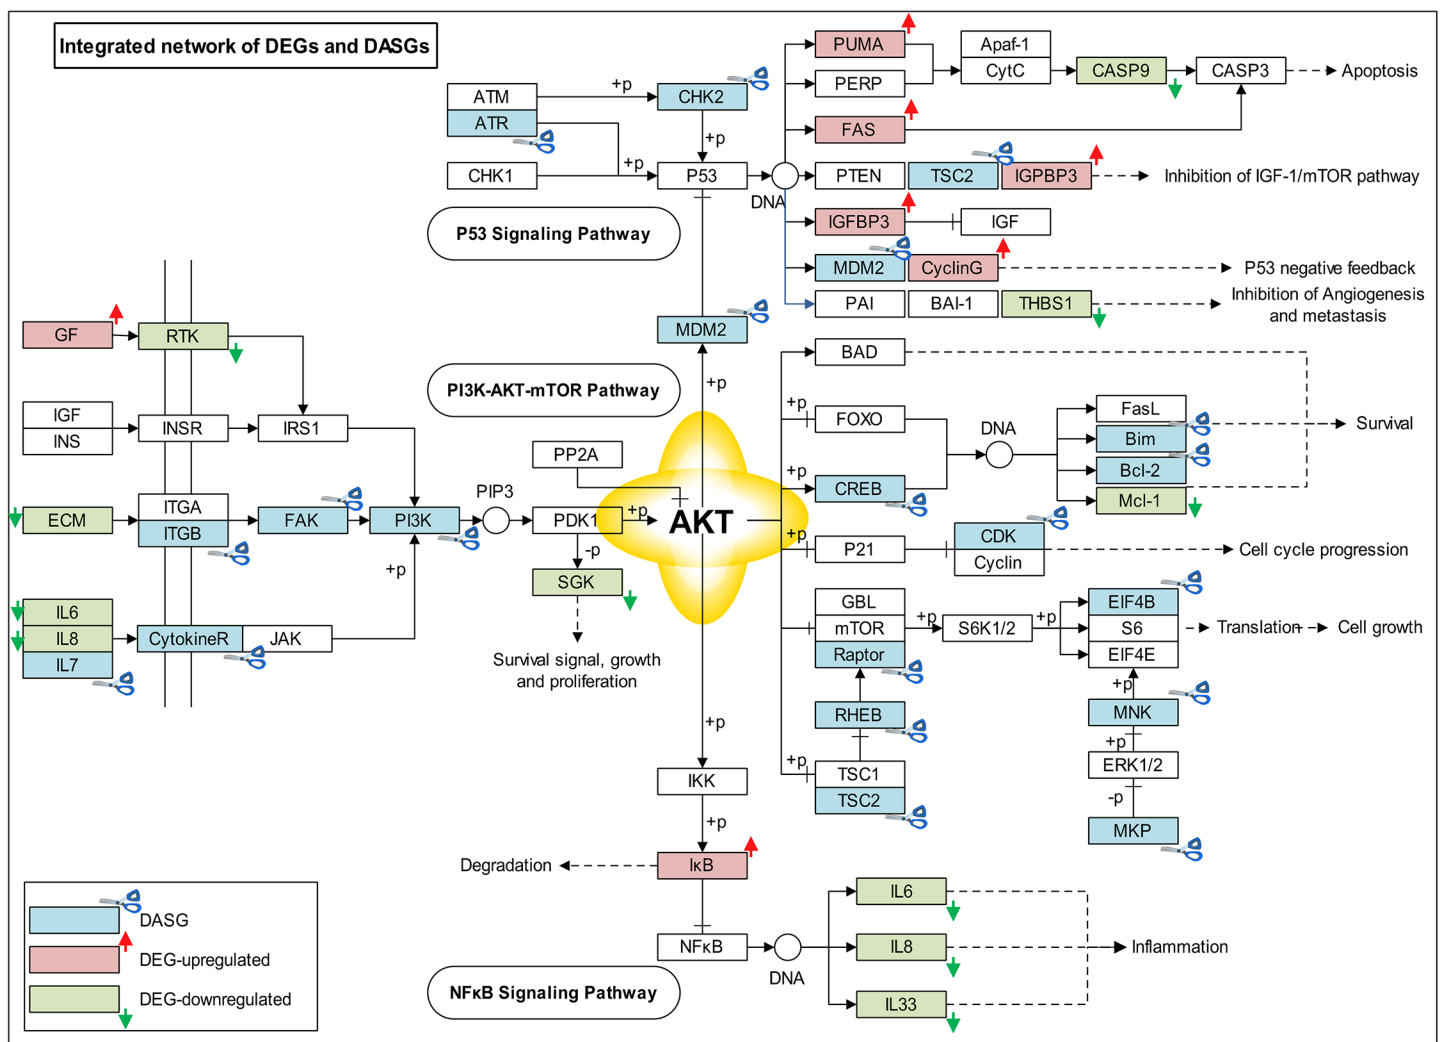 Integrated network of DEGs and DASGs
PUMA
Apaf-1
PERP
CytC
CASP9
CASP3
Apoptosis
ATM
+p
CHK2
ATR
+p
FAS
+p
CHK1
P53
DNA
PTEN
TSC2
IGPBP3
Inhibition of IGF-1/mTOR pathway
P53 Signaling Pathway
IGFBP3
IGF
MDM2
CyclinG
P53 negative feedback
PAI
BAI-1
THBS1
Inhibition of Angiogenesis
and metastasis
GF
RTK
MDM2
BAD
PI3K-AKT-mTOR Pathway
+p
IGF
INS
INSR
IRS1
+p
FOXO
DNA
FasL
Bim
Bcl-2
Mcl-1
Survival
PP2A
+p
CREB
ECM
ITGA
ITGB
FAK
PI3K
PIP3
PDK1
+p
AKT
-p
SGK
Survival signal, growth
and proliferation
+p
P21
CDK
Cyclin
Cell cycle progression
IL6
IL8
IL7
CytokineR
JAK
+p
GBL
mTOR
Raptor
+p
S6K1/2
+p
EIF4B
S6
EIF4E
Translation
Cell growth
+p
MNK
+p
ERK1/2
-p
MKP
RHEB
+p
TSC1
TSC2
+p
IKK
+p
Degradation
IκB
NFκB
DNA
IL6
IL8
IL33
Inflammation
NFκB Signaling Pathway
DASG
DEG-upregulated
DEG-downregulated